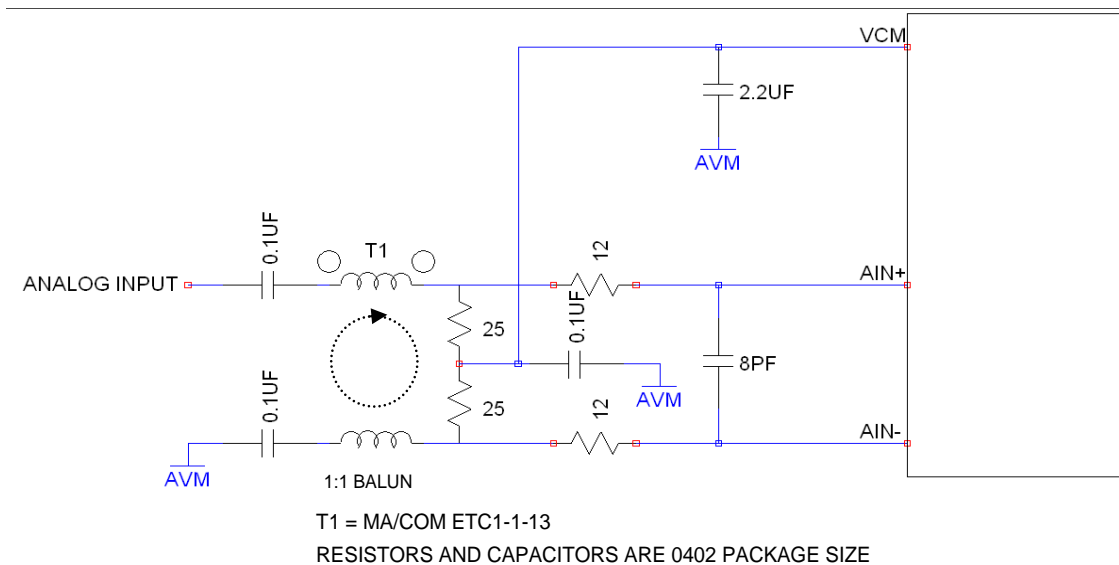 VCM
2.2UF
AVM
0.1UF
T1
12
ANALOG INPUT
AIN+
25
0.1UF
8PF
AVM
0.1UF
25
12
AIN-
AVM
1:1 BALUN
T1 = MA/COM ETC1-1-13
RESISTORS AND CAPACITORS ARE 0402 PACKAGE SIZE